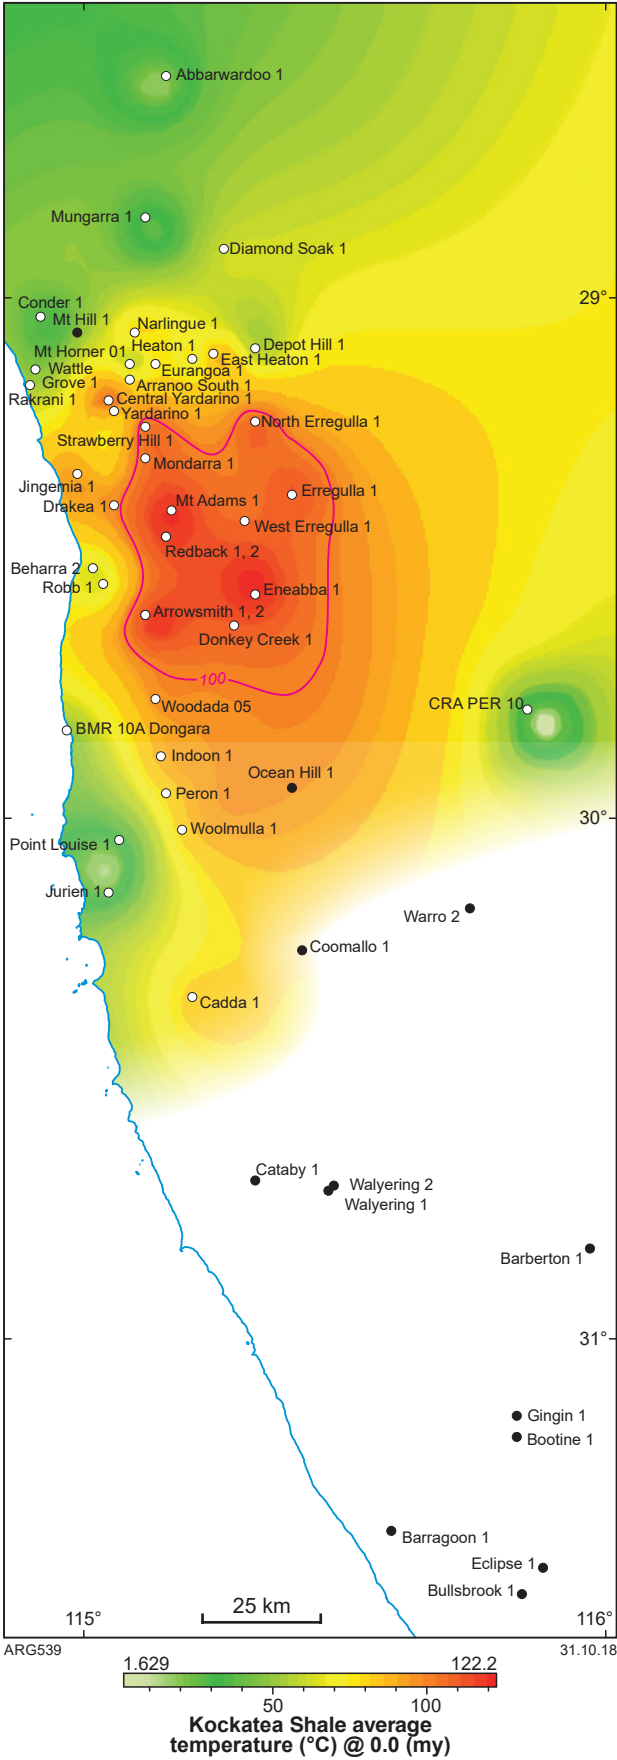 Abbarwardoo 1
Mungarra 1
Diamond Soak 1
29°
Conder 1
Mt Hill 1
Narlingue 1
Heaton 1
Depot Hill 1
Mt Horner 01
East Heaton 1
Wattle
Grove 1
Eurangoa 1
Arranoo South 1
Rakrani 1
Central Yardarino 1
Yardarino 1
North Erregulla 1
Strawberry Hill 1
Mondarra 1
Jingemia 1
Erregulla 1
Mt Adams 1
Drakea 1
West Erregulla 1
Redback 1, 2
Beharra 2
Robb 1
Eneabba 1
Arrowsmith 1, 2
Donkey Creek 1
100
Woodada 05
CRA PER 10
BMR 10A Dongara
Indoon 1
Ocean Hill 1
Peron 1
30°
Woolmulla 1
Point Louise 1
Jurien 1
Warro 2
Coomallo 1
Cadda 1
Cataby 1
Walyering 2
Walyering 1
Barberton 1
31°
Gingin 1
Bootine 1
Barragoon 1
Eclipse 1
Bullsbrook 1
25 km
115°
116°
ARG539
31.10.18
1.629
122.2
50
100
Kockatea Shale average
temperature (°C) @ 0.0 (my)